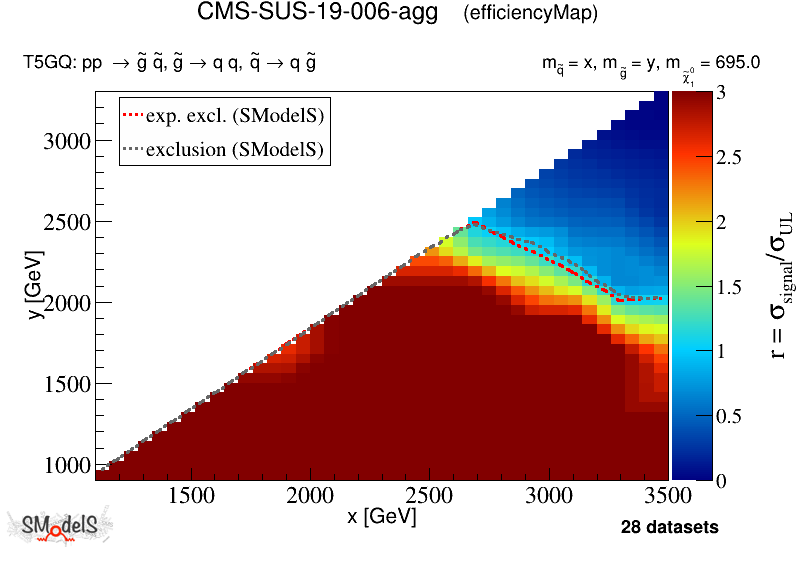 CMS-SUS-19-006-agg (efficiencyMap)
T5GQ: pp → g̃ q̃, g̃ → q q, q̃ → q g̃
m_q̃ = x, m_g̃ = y, m_χ̃₁⁰ = 695.0
exp. excl. (SModelS)
exclusion (SModelS)
y [GeV]
3000
2500
2000
1500
1000
1500
2000
2500
3000
3500
x [GeV]
3
2.5
2
1.5
1
0.5
0
r = σ_signal/σ_UL
SModelS
28 datasets